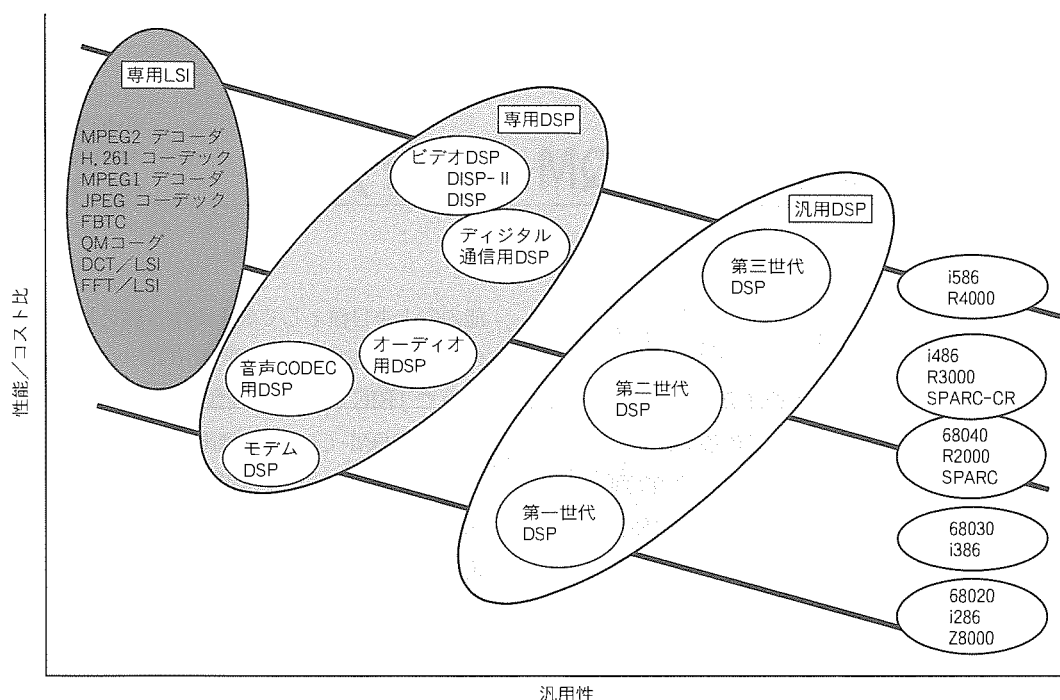 専用LSI
MPEG2 デコーダ
H.261 コーデック
MPEG1 デコーダ
JPEG コーデック
FBTC
QMコーグ
DCT/LSI
FFT/LSI
専用DSP
ビデオDSP
DISP-II
DISP
ディジタル
通信用DSP
オーディオ
用DSP
音声CODEC
用DSP
モデム
DSP
汎用DSP
第三世代
DSP
第二世代
DSP
第一世代
DSP
i586
R4000
i486
R3000
SPARC-CR
68040
R2000
SPARC
68030
i386
68020
i286
Z8000
性能/コスト比
汎用性